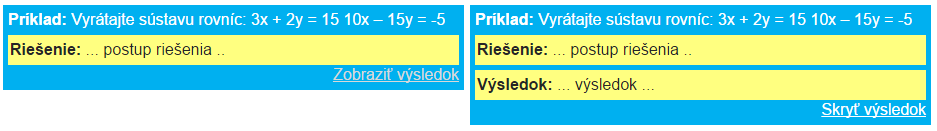 Príklad: Vyrátajte sústavu rovníc: 3x + 2y = 15 10x – 15y = -5
Riešenie: ... postup riešenia ..
Zobraziť výsledok
Príklad: Vyrátajte sústavu rovníc: 3x + 2y = 15 10x – 15y = -5
Riešenie: ... postup riešenia ..
Výsledok: ... výsledok ...
Skryť výsledok